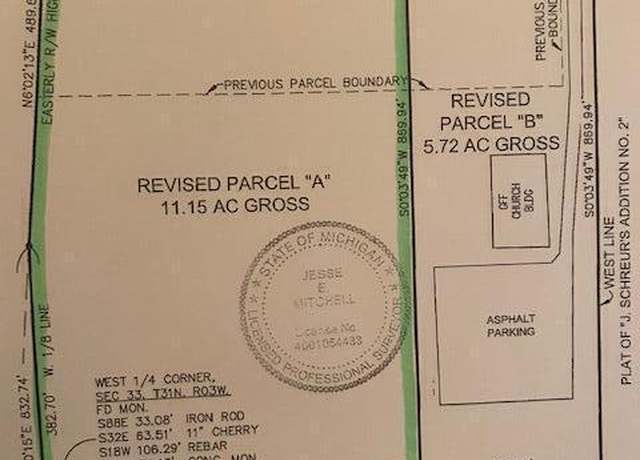 N6°02'13"E 489.6
EASTERLY R/W HIG
PREVIOUS PARCEL BOUNDARY
PREVIOUS
BOUND
REVISED
PARCEL "B"
5.72 AC GROSS
REVISED PARCEL "A"
11.15 AC GROSS
S0°03'49"W 869.94'
S0°03'49"W 869.94'
GFF
CHURCH
BLDG
WEST LINE
PLAT OF "J. SCHREUR'S ADDITION NO. 2"
STATE OF MICHIGAN
JESSE
E.
MITCHELL
License No.
4001054433
LICENSED PROFESSIONAL SURVEYOR
ASPHALT
PARKING
0'15"E 832.74'
382.70'
W. 1/8 LINE
WEST 1/4 CORNER,
SEC 33, T31N, R03W.
FD MON.
S88E 33.08' IRON ROD
S32E 63.51' 11" CHERRY
S18W 106.29' REBAR